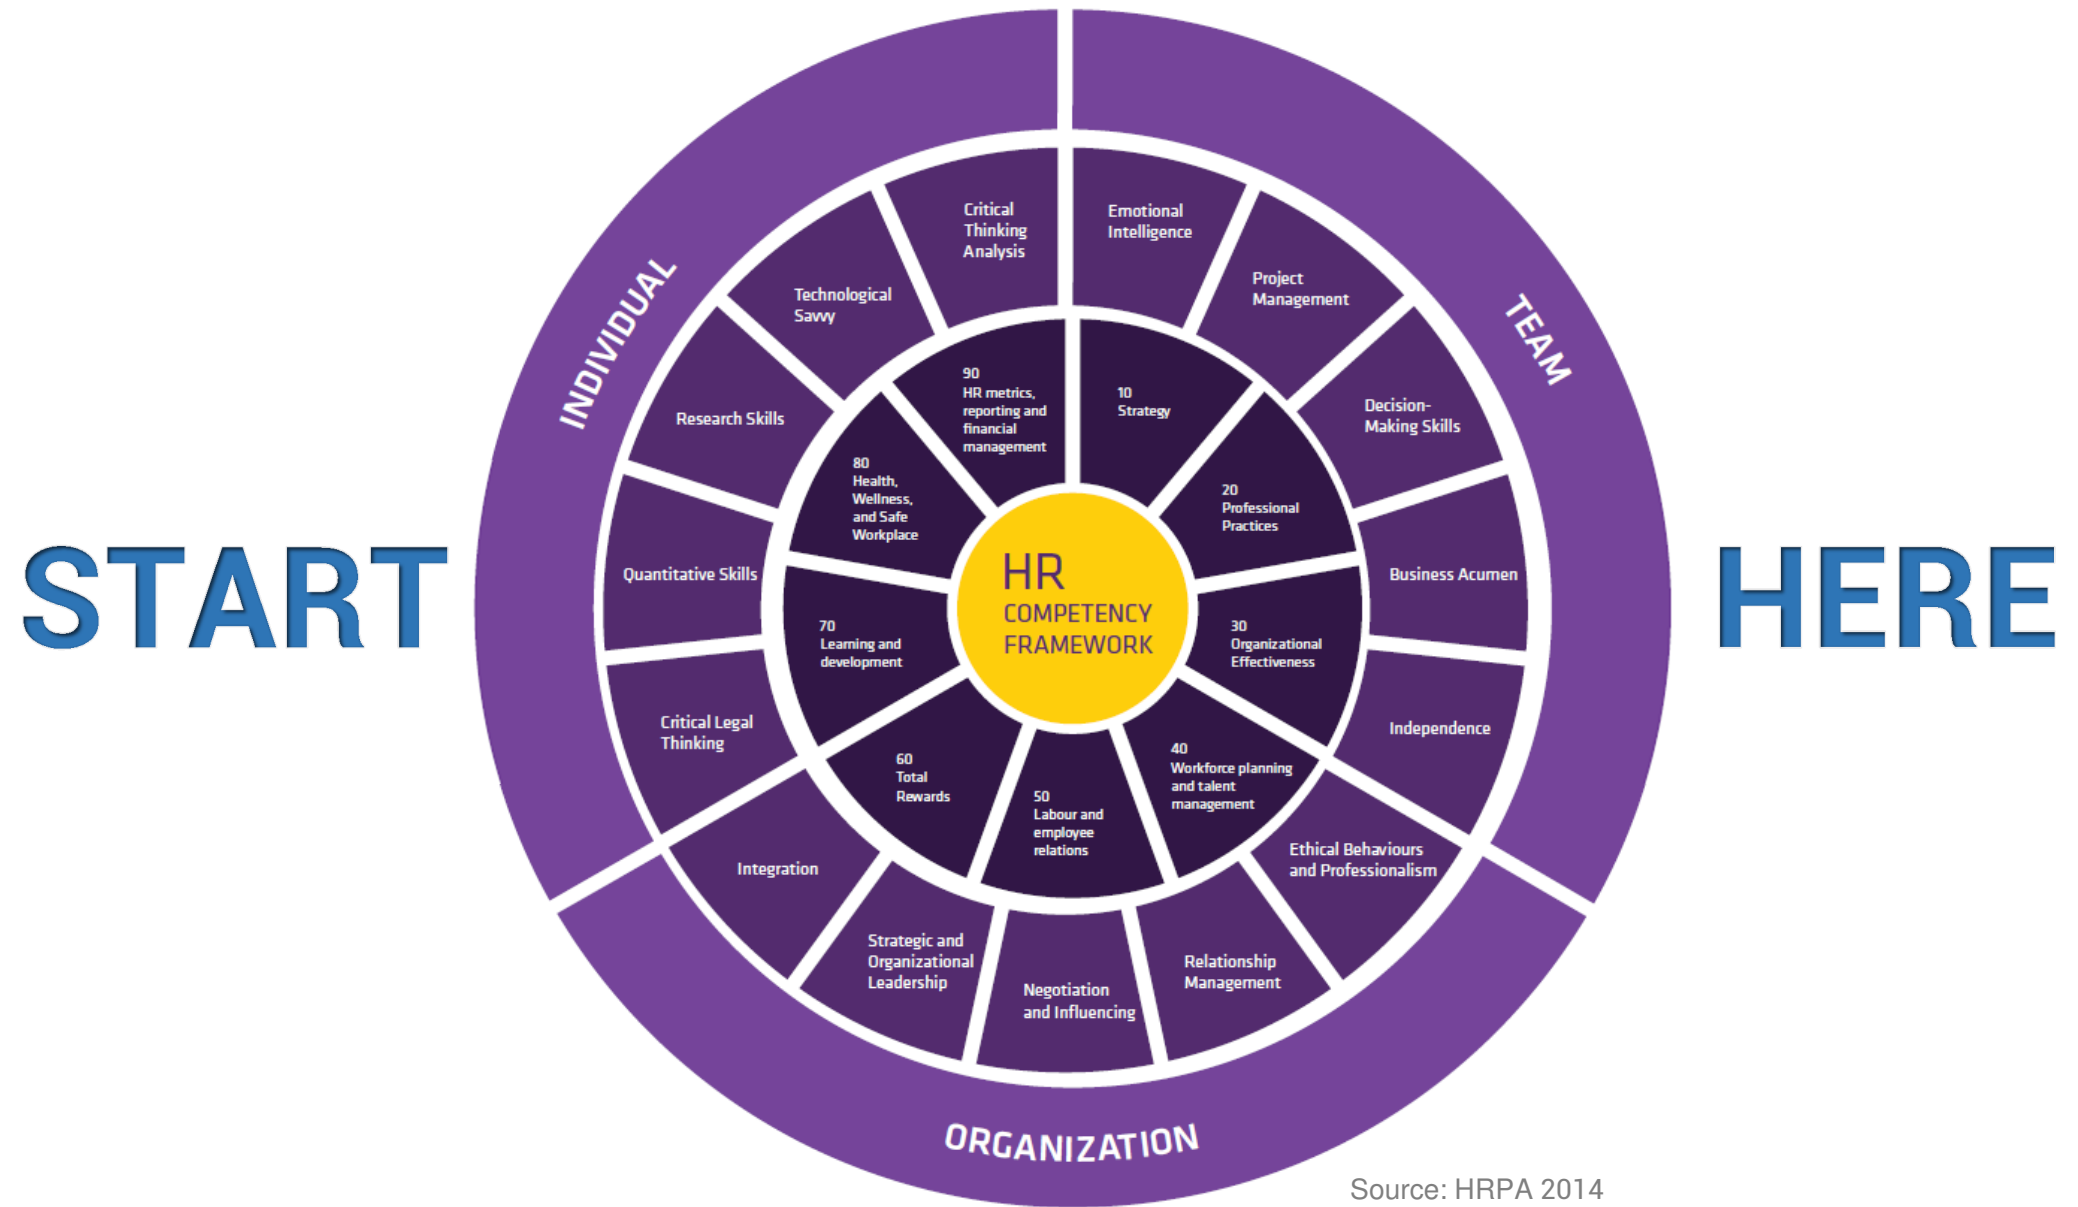 START
HERE
INDIVIDUAL
TEAM
ORGANIZATION
Critical
Thinking
Analysis
Emotional
Intelligence
Project
Management
Decision-
Making Skills
Business Acumen
Independence
Ethical Behaviours
and Professionalism
Relationship
Management
Negotiation
and Influencing
Strategic and
Organizational
Leadership
Integration
Critical Legal
Thinking
Quantitative Skills
Research Skills
Technological
Savvy
10
Strategy
20
Professional
Practices
30
Organizational
Effectiveness
40
Workforce planning
and talent
management
50
Labour and
employee
relations
60
Total
Rewards
70
Learning and
development
80
Health,
Wellness,
and Safe
Workplace
90
HR metrics,
reporting and
financial
management
HR
COMPETENCY
FRAMEWORK
Source: HRPA 2014